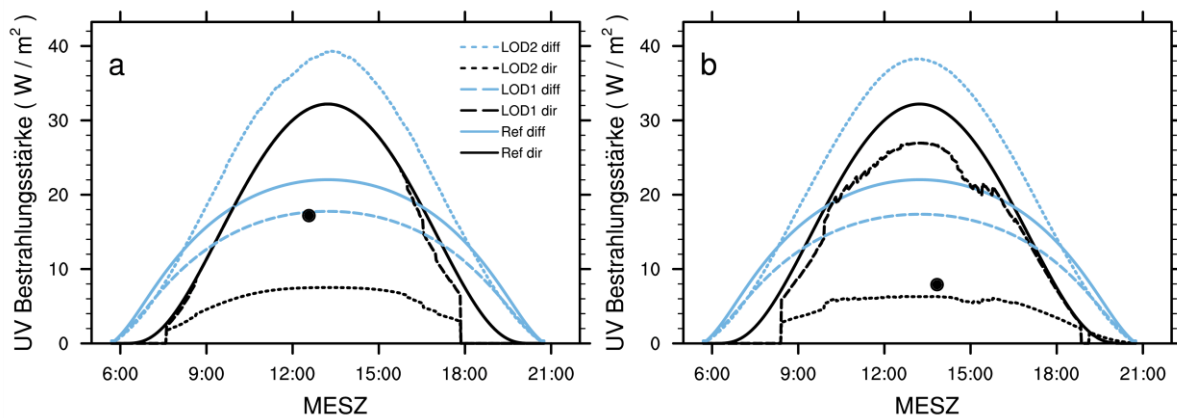 UV Bestrahlungsstärke ( W / m² )
40
30
20
10
0
a
LOD2 diff
LOD2 dir
LOD1 diff
LOD1 dir
Ref diff
Ref dir
6:00 9:00 12:00 15:00 18:00 21:00
MESZ
UV Bestrahlungsstärke ( W / m² )
40
30
20
10
0
b
6:00 9:00 12:00 15:00 18:00 21:00
MESZ